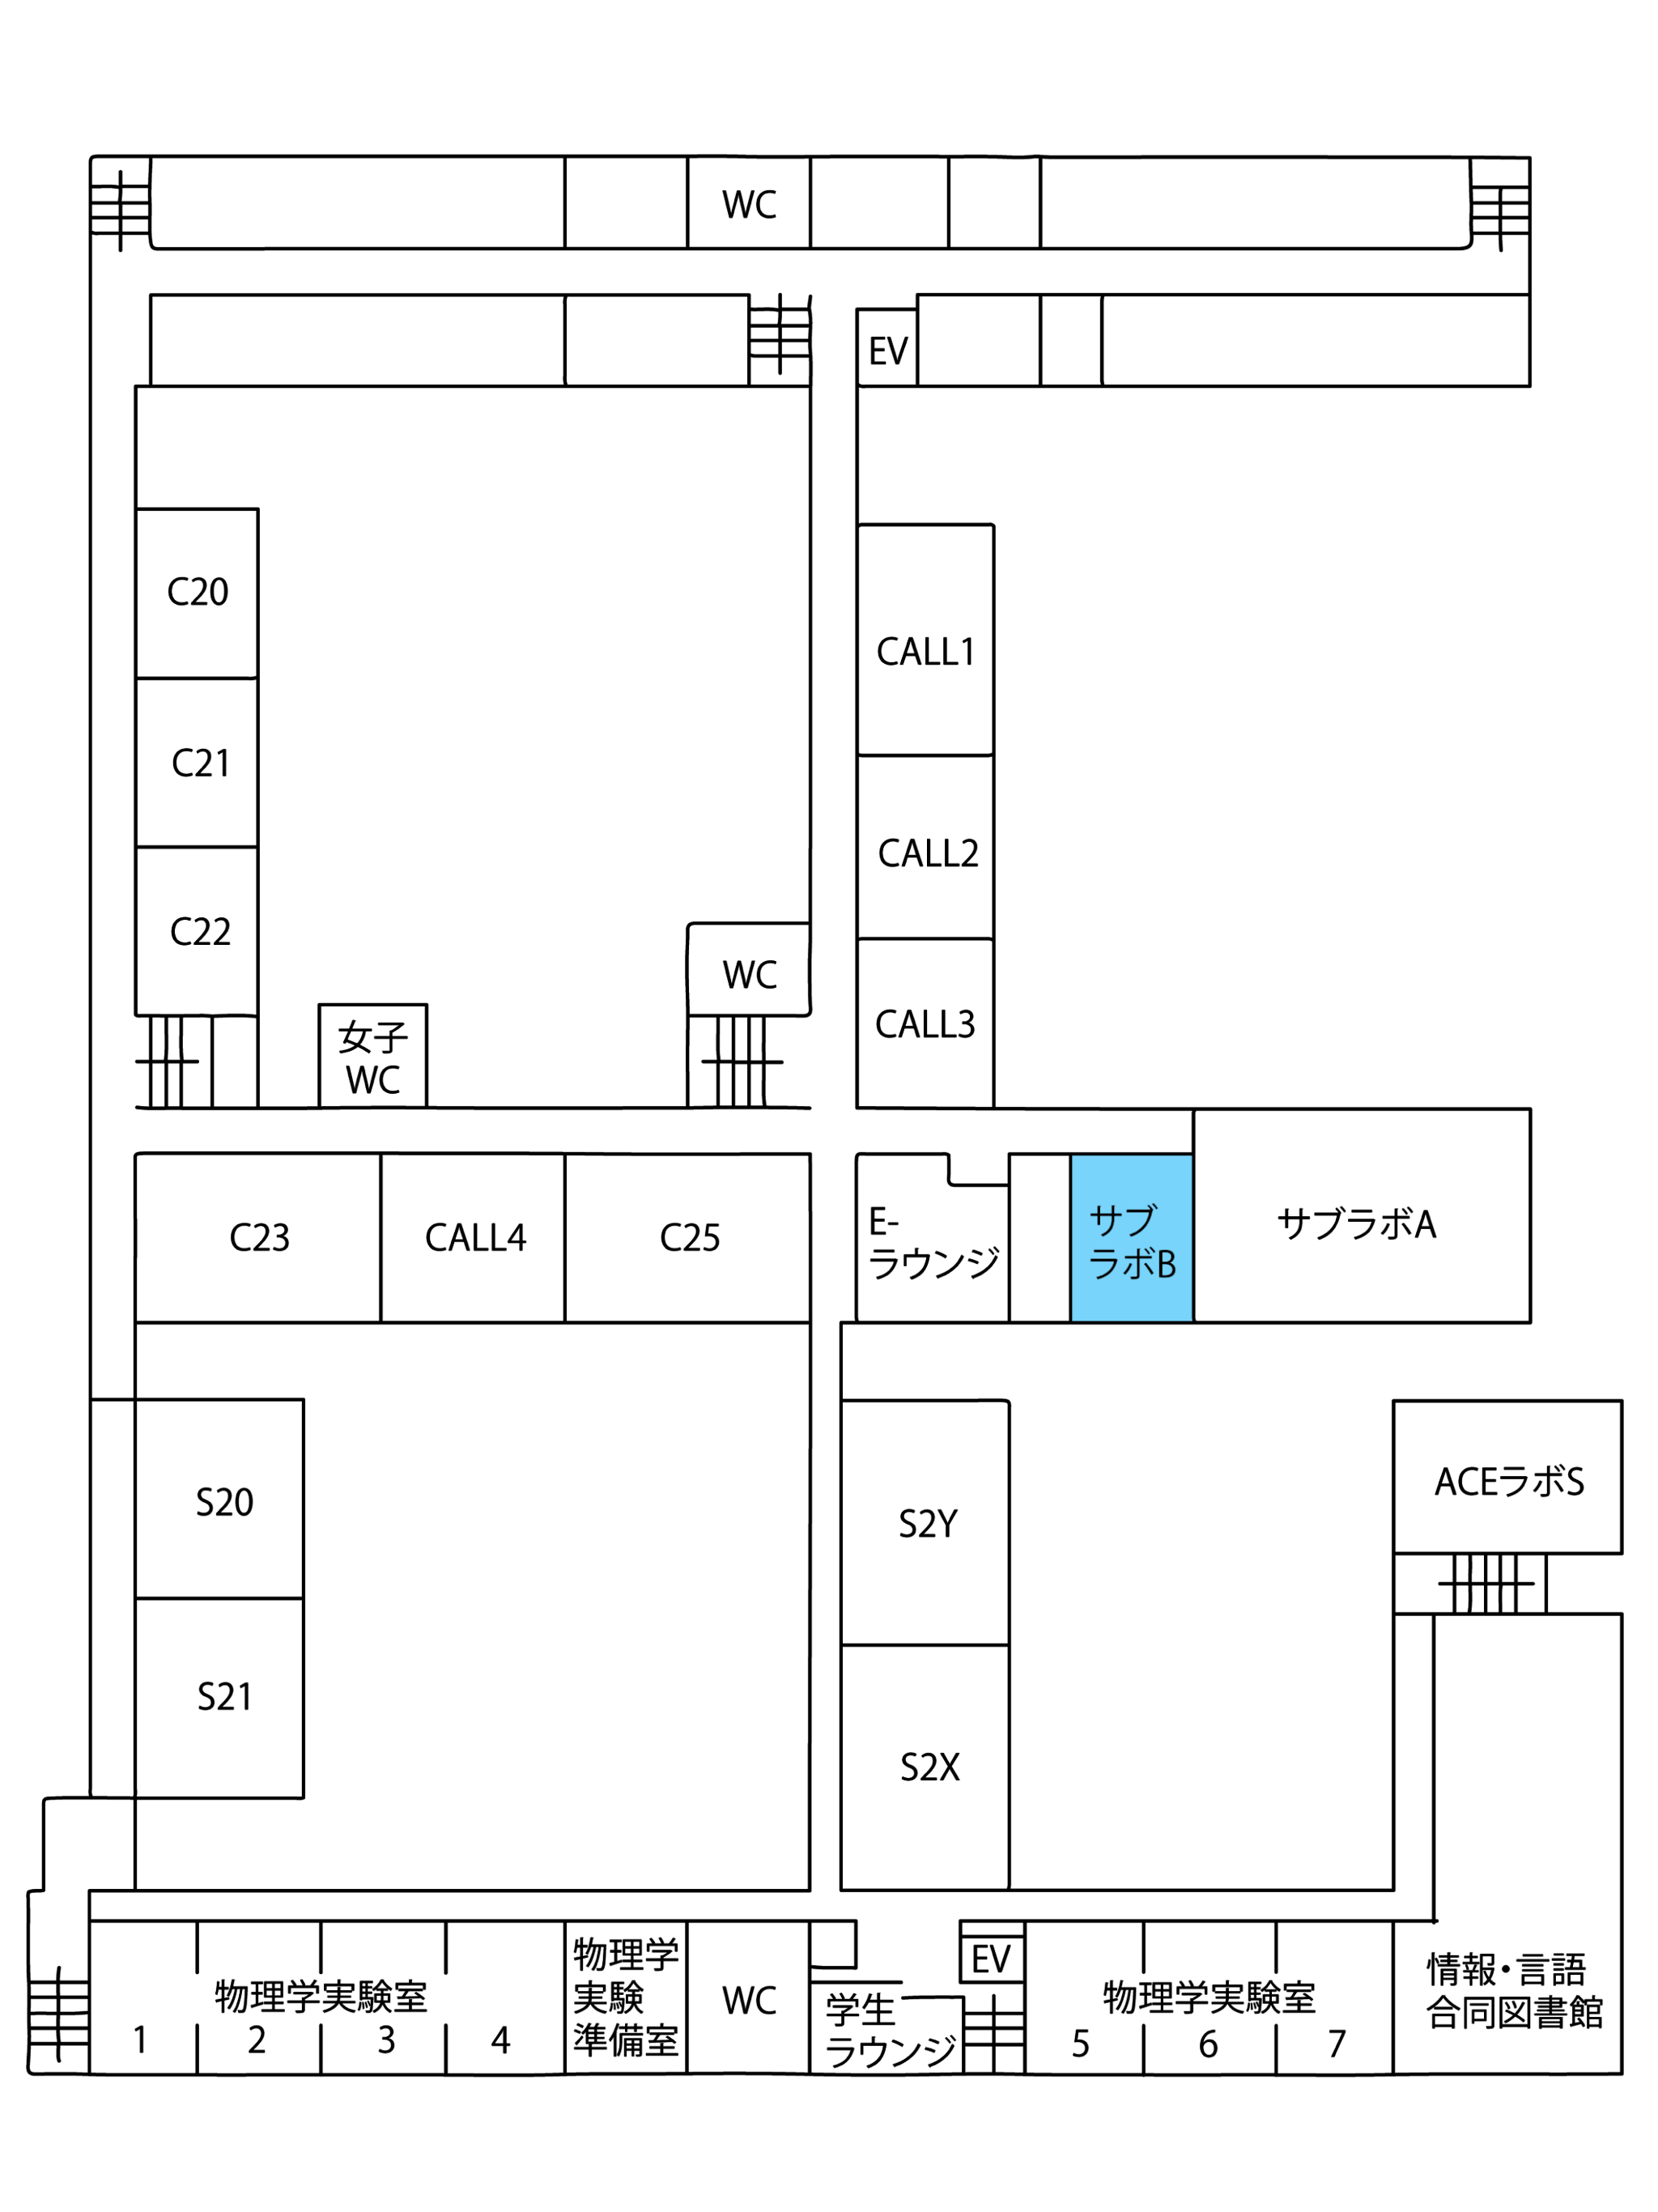 WC
EV
C20
CALL1
C21
CALL2
C22
WC
CALL3
女子
WC
C23
CALL4
C25
E-
ラウンジ
サブ
ラボB
サブラボA
S20
S2Y
ACEラボS
S21
S2X
物理学実験室
1
2
3
4
物理学
実験
準備室
WC
学生
ラウンジ
EV
物理学実験室
5
6
7
情報・言語
合同図書館